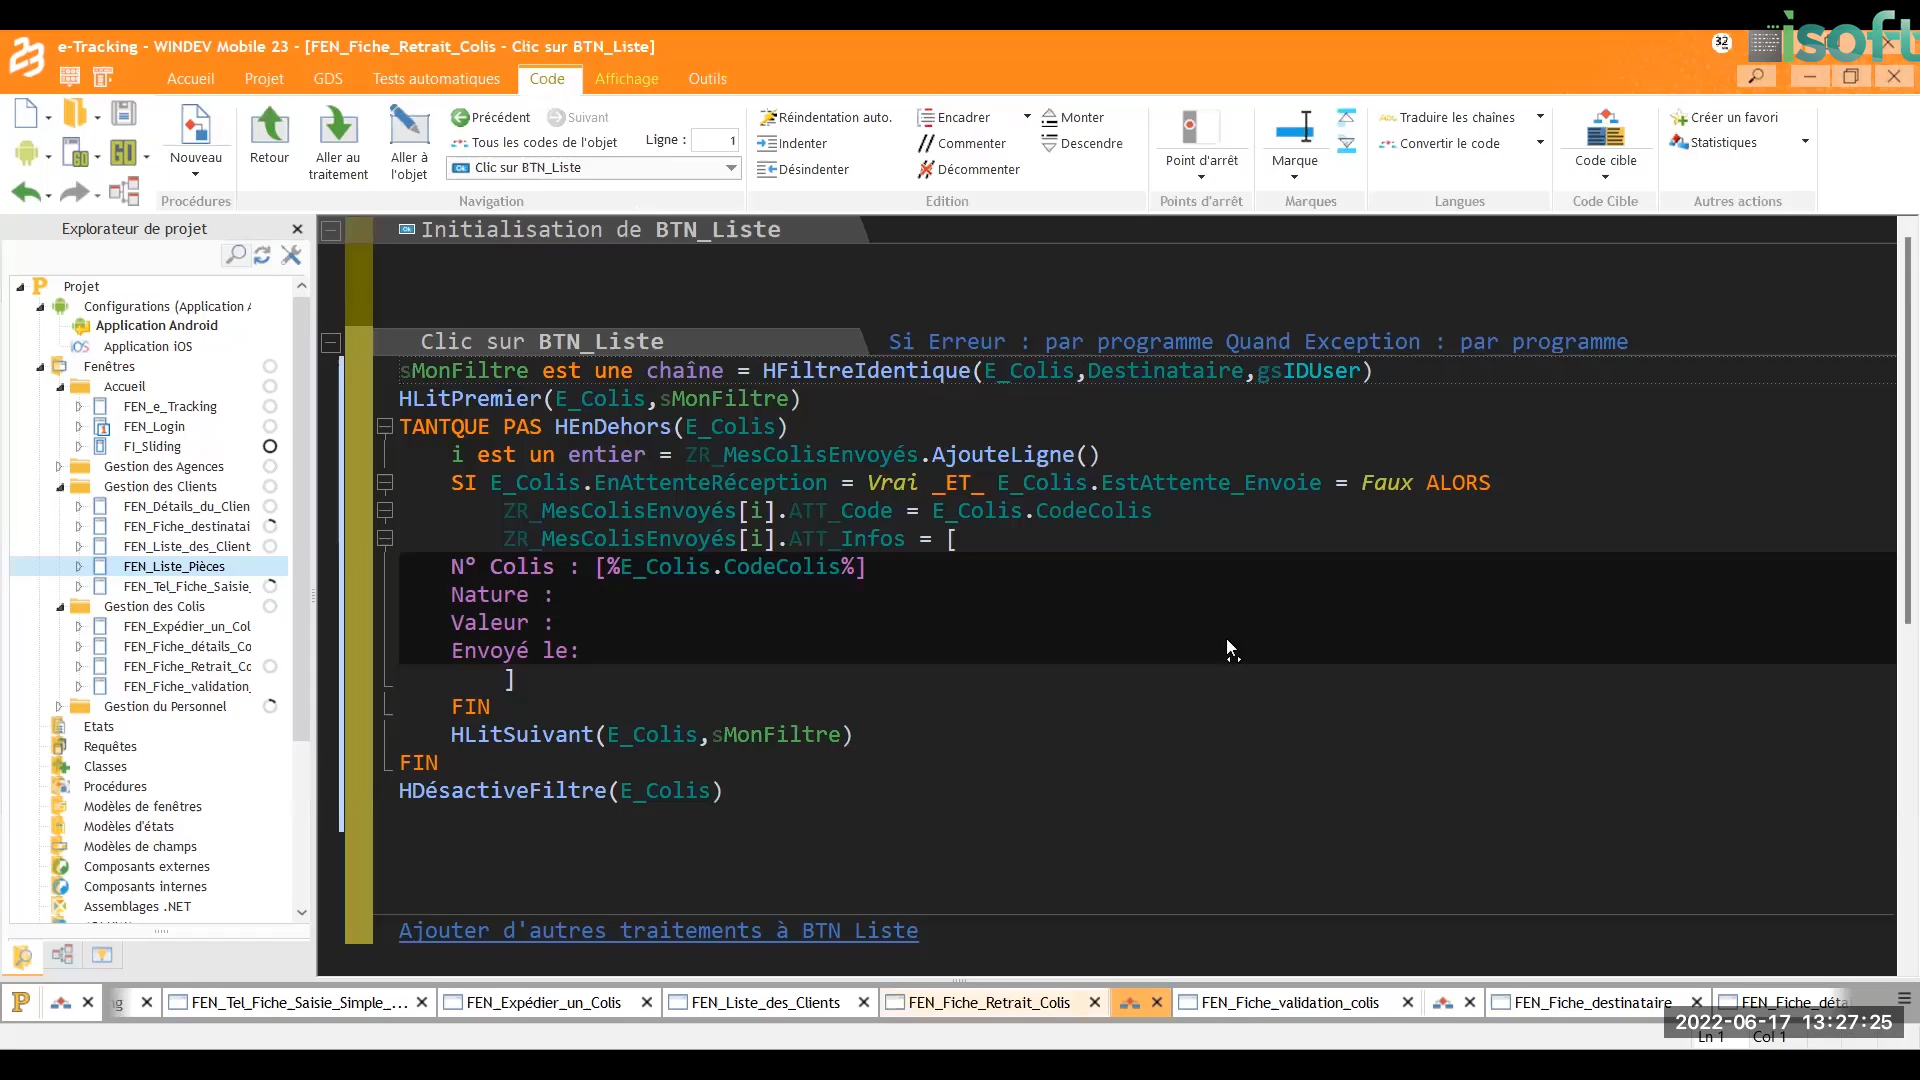 isoft
e-Tracking - WINDEV Mobile 23 - [FEN_Fiche_Retrait_Colis - Clic sur BTN_Liste]
32
Accueil Projet GDS Tests automatiques Code Affichage Outils
Nouveau
Procédures
Retour
Aller au traitement
Aller à l'objet
Précédent Suivant
Tous les codes de l'objet Ligne : 1
Clic sur BTN_Liste
Navigation
Réindentation auto.
Indenter
Désindenter
Encadrer
Commenter
Décommenter
Monter
Descendre
Edition
Point d'arrêt
Points d'arrêt
Marque
Marques
Traduire les chaînes
Convertir le code
Langues
Code cible
Code Cible
Créer un favori
Statistiques
Autres actions
Explorateur de projet
Projet
Configurations (Application A
Application Android
Application iOS
Fenêtres
Accueil
FEN_e_Tracking
FEN_Login
FI_Sliding
Gestion des Agences
Gestion des Clients
FEN_Détails_du_Clien
FEN_Fiche_destinatai
FEN_Liste_des_Client
FEN_Liste_Pièces
FEN_Tel_Fiche_Saisie_
Gestion des Colis
FEN_Expédier_un_Col
FEN_Fiche_détails_Co
FEN_Fiche_Retrait_Co
FEN_Fiche_validation_
Gestion du Personnel
Etats
Requêtes
Classes
Procédures
Modèles de fenêtres
Modèles d'états
Modèles de champs
Composants externes
Composants internes
Assemblages .NET
Initialisation de BTN_Liste
Clic sur BTN_Liste Si Erreur : par programme Quand Exception : par programme
sMonFiltre est une chaîne = HFiltreIdentique(E_Colis,Destinataire,gsIDUser)
HLitPremier(E_Colis,sMonFiltre)
TANTQUE PAS HEnDehors(E_Colis)
i est un entier = ZR_MesColisEnvoyés.AjouteLigne()
SI E_Colis.EnAttenteRéception = Vrai _ET_ E_Colis.EstAttente_Envoie = Faux ALORS
ZR_MesColisEnvoyés[i].ATT_Code = E_Colis.CodeColis
ZR_MesColisEnvoyés[i].ATT_Infos = [
N° Colis : [%E_Colis.CodeColis%]
Nature :
Valeur :
Envoyé le:
]
FIN
HLitSuivant(E_Colis,sMonFiltre)
FIN
HDésactiveFiltre(E_Colis)
Ajouter d'autres traitements à BTN_Liste
ng FEN_Tel_Fiche_Saisie_Simple_... FEN_Expédier_un_Colis FEN_Liste_des_Clients FEN_Fiche_Retrait_Colis FEN_Fiche_validation_colis FEN_Fiche_destinataire FEN_Fiche_déta
2022-06-17 13:27:25
Ln 1 Col 1